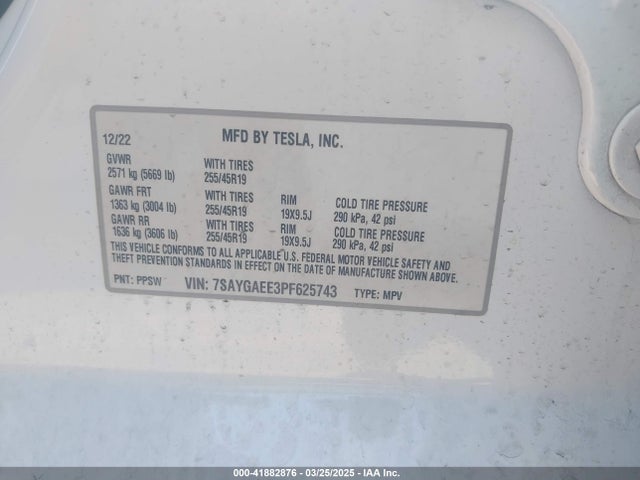 12/22 MFD BY TESLA, INC.
GVWR WITH TIRES
2571 kg (5669 lb) 255/45R19
GAWR FRT WITH TIRES RIM COLD TIRE PRESSURE
1363 kg (3004 lb) 255/45R19 19X9.5J 290 kPa, 42 psi
GAWR RR WITH TIRES RIM COLD TIRE PRESSURE
1636 kg (3606 lb) 255/45R19 19X9.5J 290 kPa, 42 psi
THIS VEHICLE CONFORMS TO ALL APPLICABLE U.S. FEDERAL MOTOR VEHICLE SAFETY AND
THEFT PREVENTION STANDARDS IN EFFECT ON THE DATE OF MANUFACTURE SHOWN ABOVE.
PNT: PPSW VIN: 7SAYGAEE3PF625743 TYPE: MPV
000-41882876 - 03/25/2025 - IAA Inc.